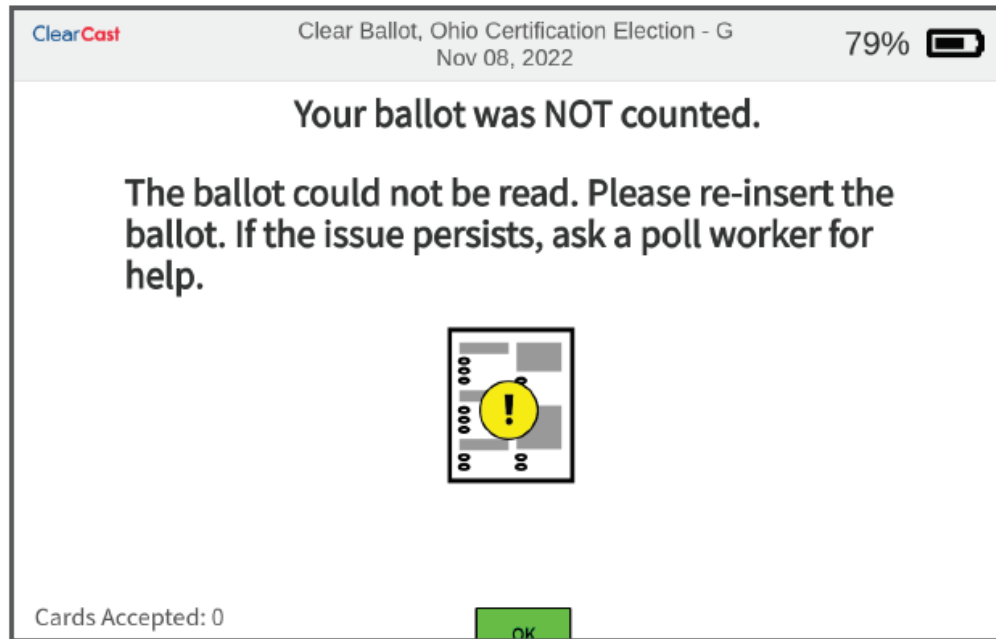 ClearCast
Clear Ballot, Ohio Certification Election - G
Nov 08, 2022
79%
Your ballot was NOT counted.
The ballot could not be read. Please re-insert the
ballot. If the issue persists, ask a poll worker for
help.
!
Cards Accepted: 0
OK